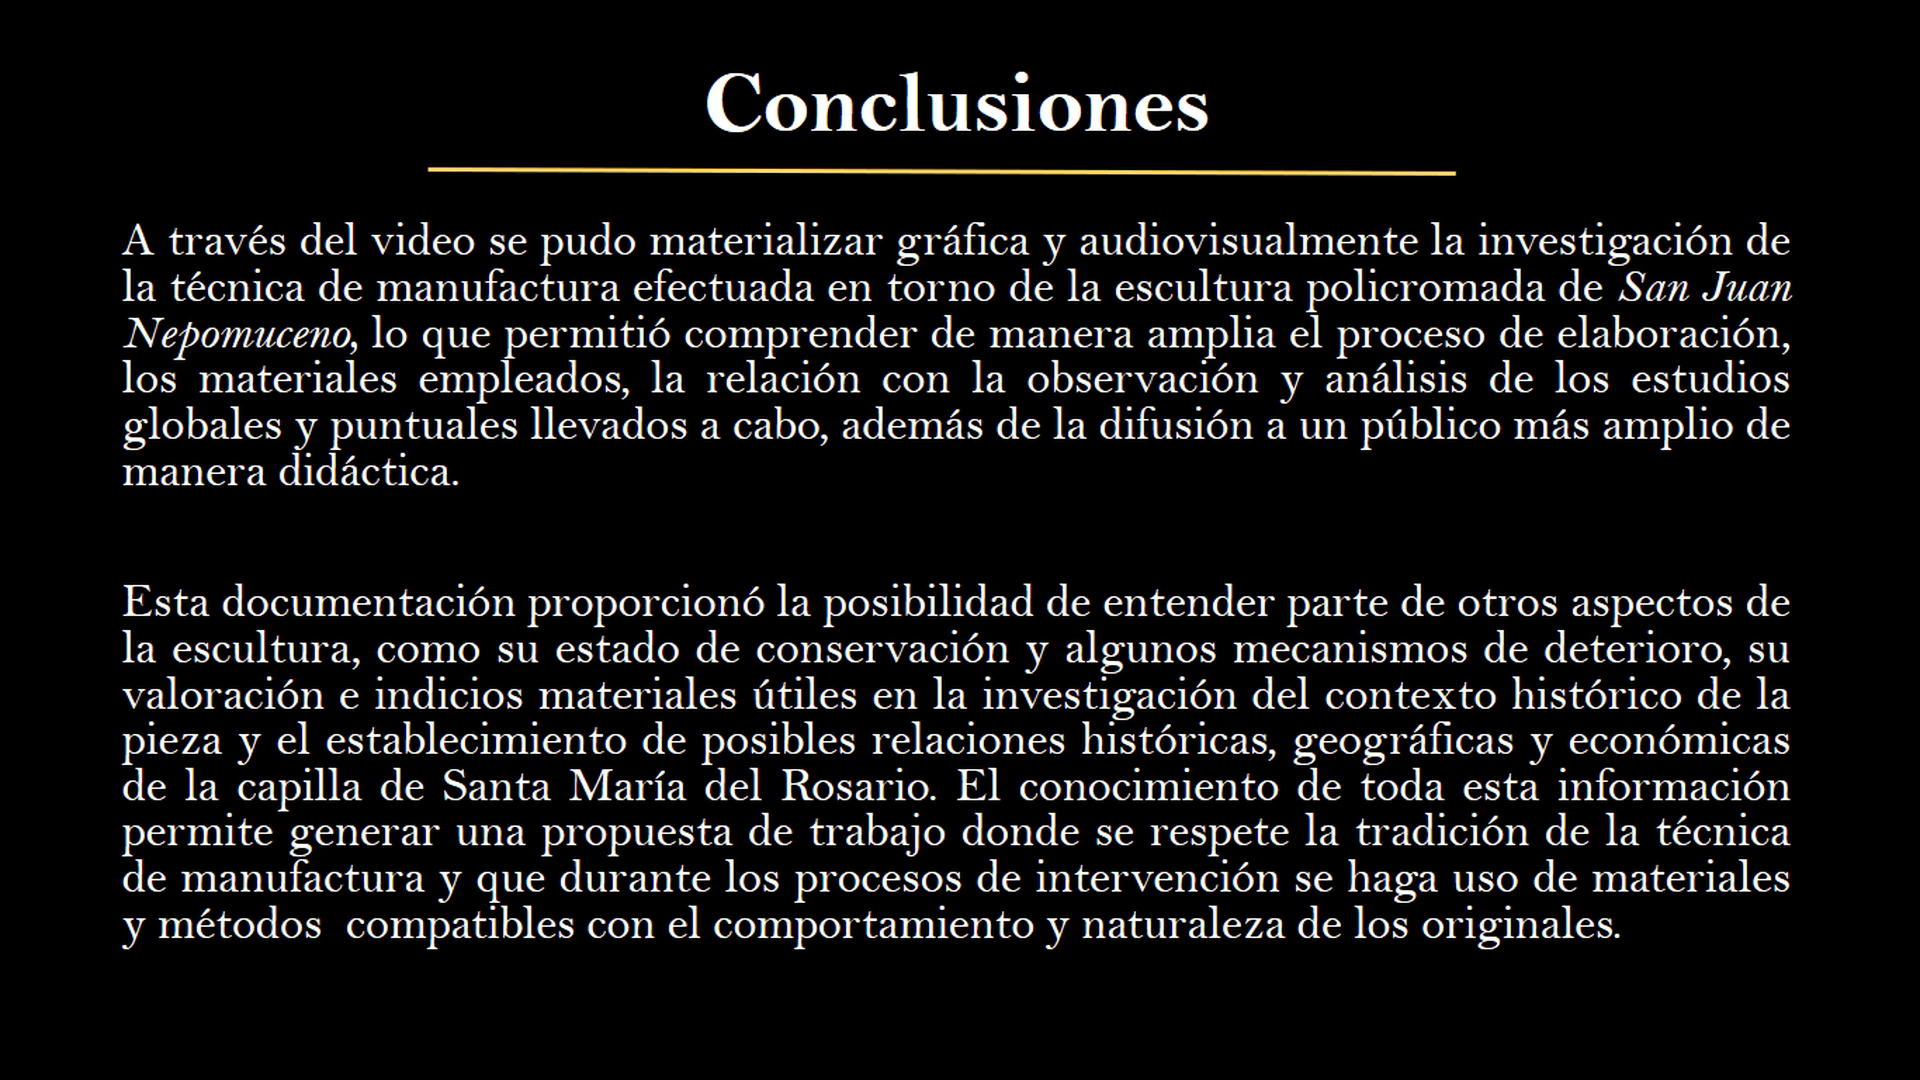 Conclusiones
A través del video se pudo materializar gráfica y audiovisualmente la investigación de
la técnica de manufactura efectuada en torno de la escultura policromada de San Juan
Nepomuceno, lo que permitió comprender de manera amplia el proceso de elaboración,
los materiales empleados, la relación con la observación y análisis de los estudios
globales y puntuales llevados a cabo, además de la difusión a un público más amplio de
manera didáctica.
Esta documentación proporcionó la posibilidad de entender parte de otros aspectos de
la escultura, como su estado de conservación y algunos mecanismos de deterioro, su
valoración e indicios materiales útiles en la investigación del contexto histórico de la
pieza y el establecimiento de posibles relaciones históricas, geográficas y económicas
de la capilla de Santa María del Rosario. El conocimiento de toda esta información
permite generar una propuesta de trabajo donde se respete la tradición de la técnica
de manufactura y que durante los procesos de intervención se haga uso de materiales
y métodos compatibles con el comportamiento y naturaleza de los originales.